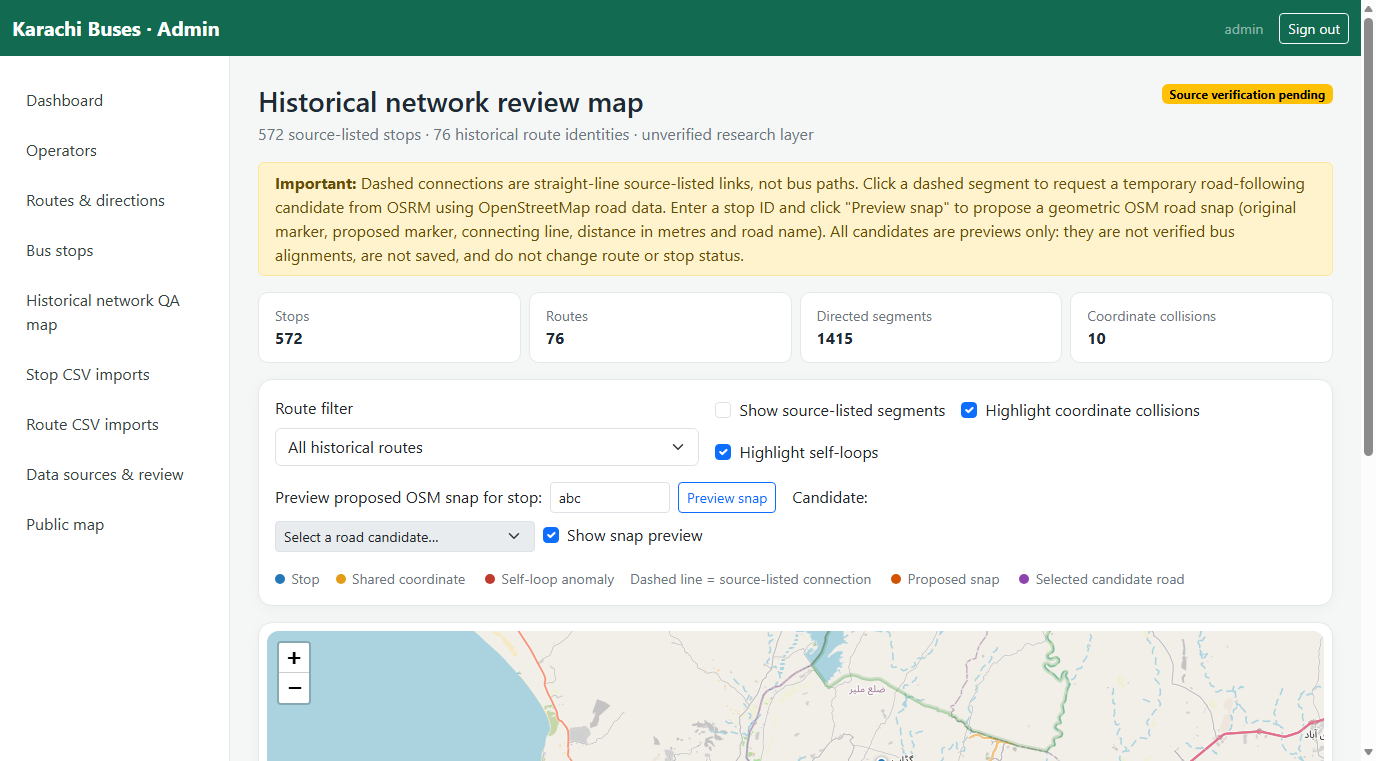 Karachi Buses · Admin
admin
Sign out
Dashboard
Operators
Routes & directions
Bus stops
Historical network QA
map
Stop CSV imports
Route CSV imports
Data sources & review
Public map
Historical network review map
Source verification pending
572 source-listed stops · 76 historical route identities · unverified research layer
Important: Dashed connections are straight-line source-listed links, not bus paths. Click a dashed segment to request a temporary road-following
candidate from OSRM using OpenStreetMap road data. Enter a stop ID and click "Preview snap" to propose a geometric OSM road snap (original
marker, proposed marker, connecting line, distance in metres and road name). All candidates are previews only: they are not verified bus
alignments, are not saved, and do not change route or stop status.
Stops
572
Routes
76
Directed segments
1415
Coordinate collisions
10
Route filter
All historical routes
Show source-listed segments
Highlight coordinate collisions
Highlight self-loops
Preview proposed OSM snap for stop:
abc
Preview snap
Candidate:
Select a road candidate...
Show snap preview
Stop
Shared coordinate
Self-loop anomaly
Dashed line = source-listed connection
Proposed snap
Selected candidate road
+
−
ضلع ملیر